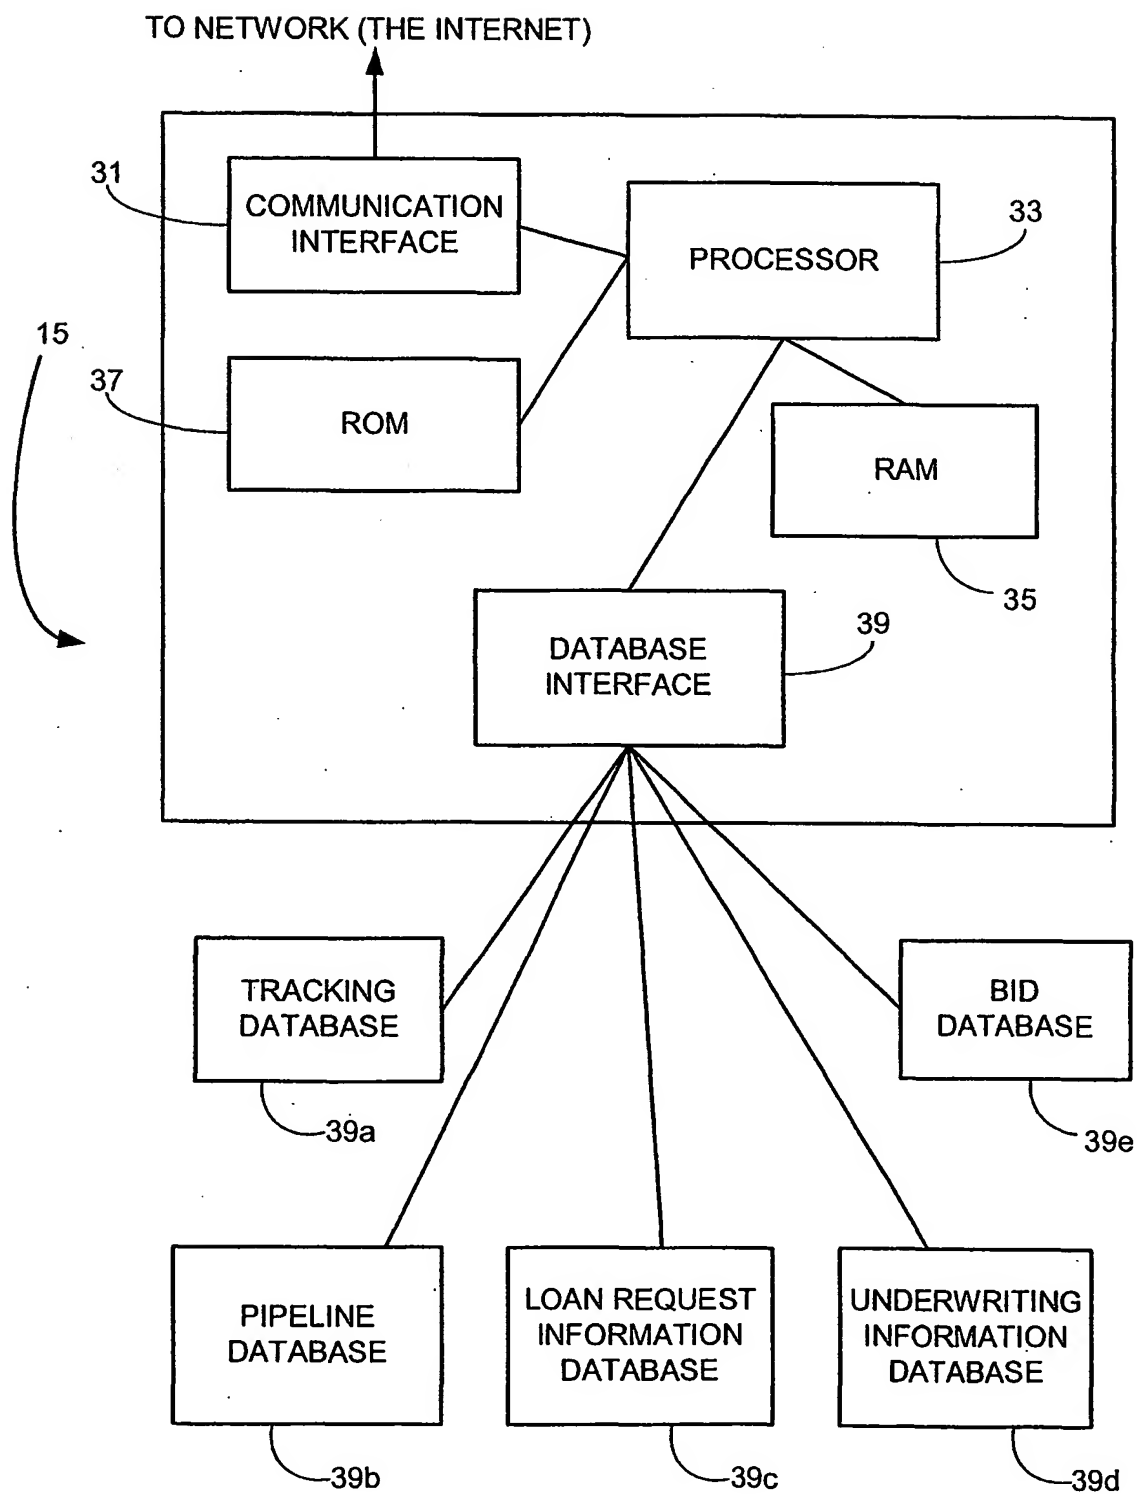 TO NETWORK (THE INTERNET)
31
COMMUNICATION
INTERFACE
PROCESSOR
33
15
37
ROM
RAM
35
DATABASE
INTERFACE
39
TRACKING
DATABASE
39a
BID
DATABASE
39e
PIPELINE
DATABASE
39b
LOAN REQUEST
INFORMATION
DATABASE
39c
UNDERWRITING
INFORMATION
DATABASE
39d